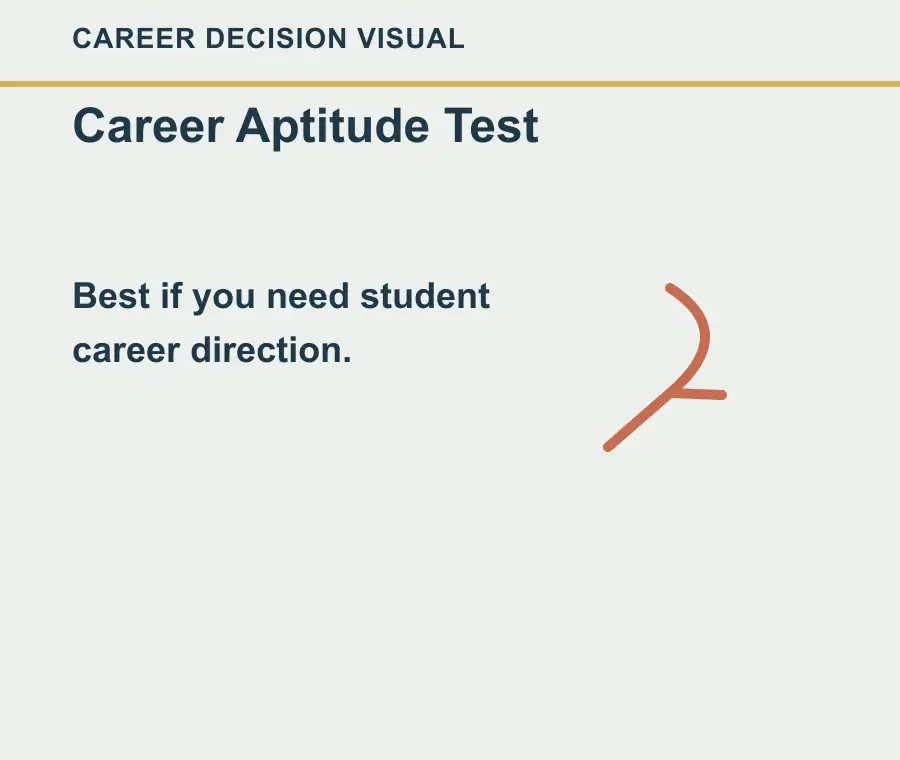 CAREER DECISION VISUAL
Career Aptitude Test
Best if you need student
career direction.